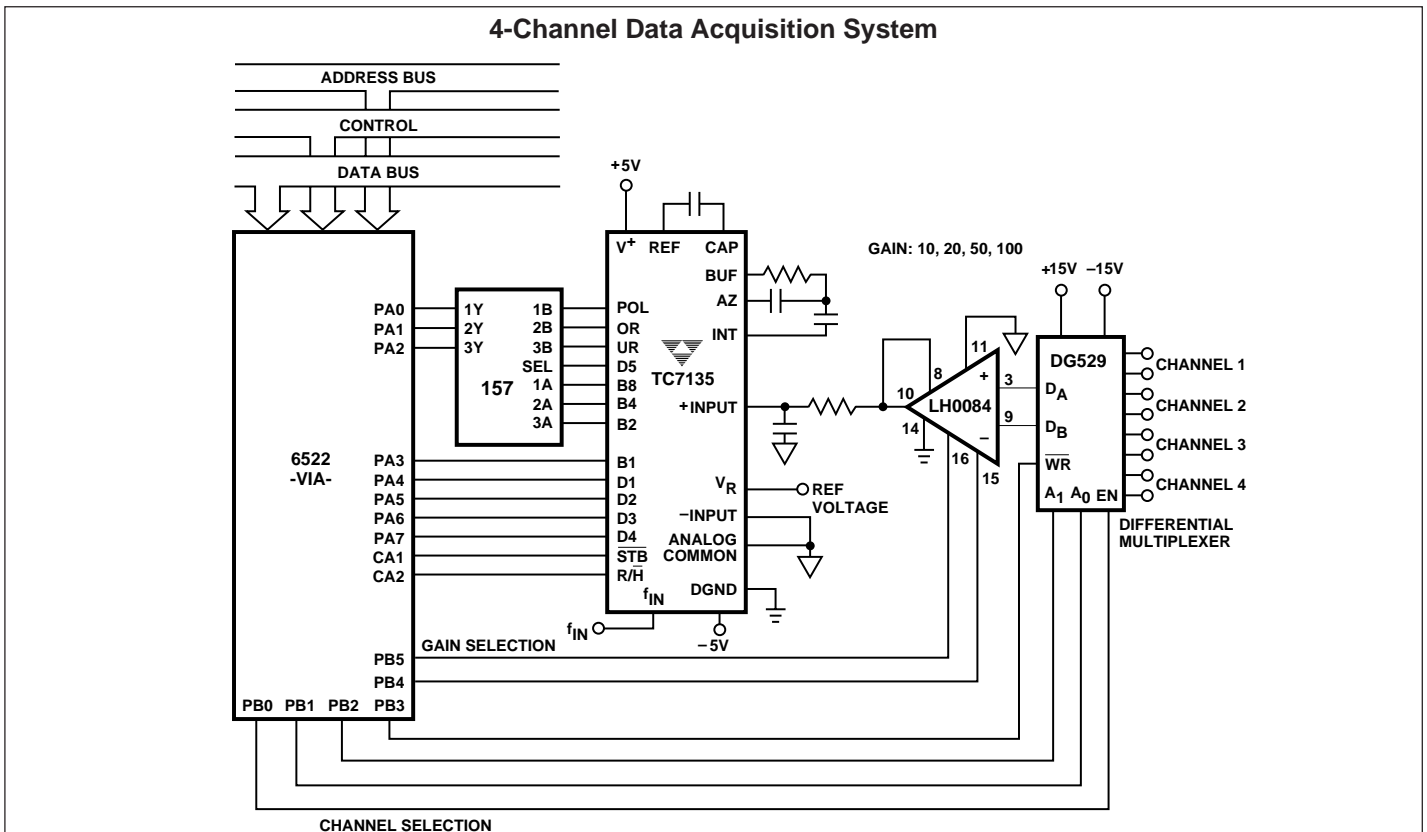 4-Channel Data Acquisition System
ADDRESS BUS
CONTROL
DATA BUS
+5V
V+ REF CAP
BUF
AZ
INT
GAIN: 10, 20, 50, 100
+15V –15V
PA0 1Y 1B POL
PA1 2Y 2B OR
PA2 3Y 3B UR
SEL D5
157
1A B8
2A B4
3A B2
TC7135
+INPUT
11
+
8
10
LH0084
3
9
14
–
16
15
DG529
DA
DB
WR
A1 A0 EN
CHANNEL 1
CHANNEL 2
CHANNEL 3
CHANNEL 4
DIFFERENTIAL
MULTIPLEXER
6522
-VIA-
PA3 B1
PA4 D1
PA5 D2
PA6 D3
PA7 D4
CA1 STB
CA2 R/H
VR
REF
VOLTAGE
–INPUT
ANALOG
COMMON
DGND
fIN
fIN
–5V
GAIN SELECTION
PB5
PB4
PB0 PB1 PB2 PB3
CHANNEL SELECTION